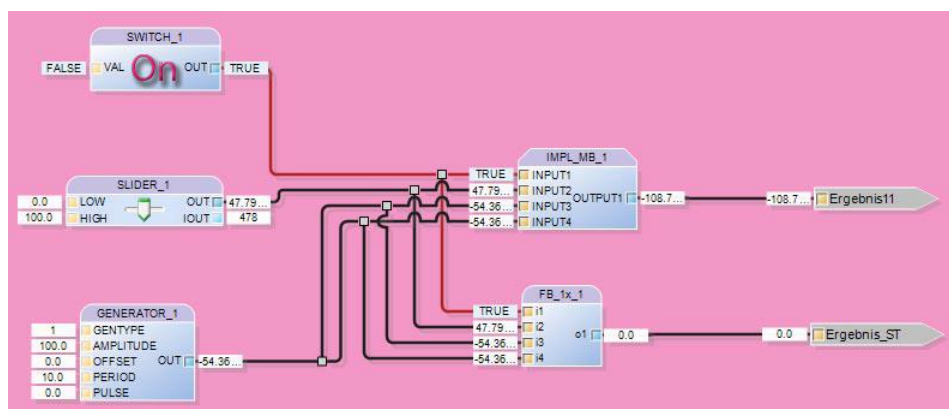 SWITCH_1
FALSE VAL On OUT TRUE
SLIDER_1
0.0 LOW OUT 47.79...
100.0 HIGH IOUT 478
GENERATOR_1
1 GENTYPE
100.0 AMPLITUDE
0.0 OFFSET OUT -54.36...
10.0 PERIOD
0.0 PULSE
IMPL_MB_1
TRUE INPUT1
47.79... INPUT2 OUTPUT1 -108.7... -108.7... Ergebnis11
-54.36... INPUT3
-54.36... INPUT4
FB_1x_1
TRUE i1
47.79... i2 o1 0.0 0.0 Ergebnis_ST
-54.36... i3
-54.36... i4